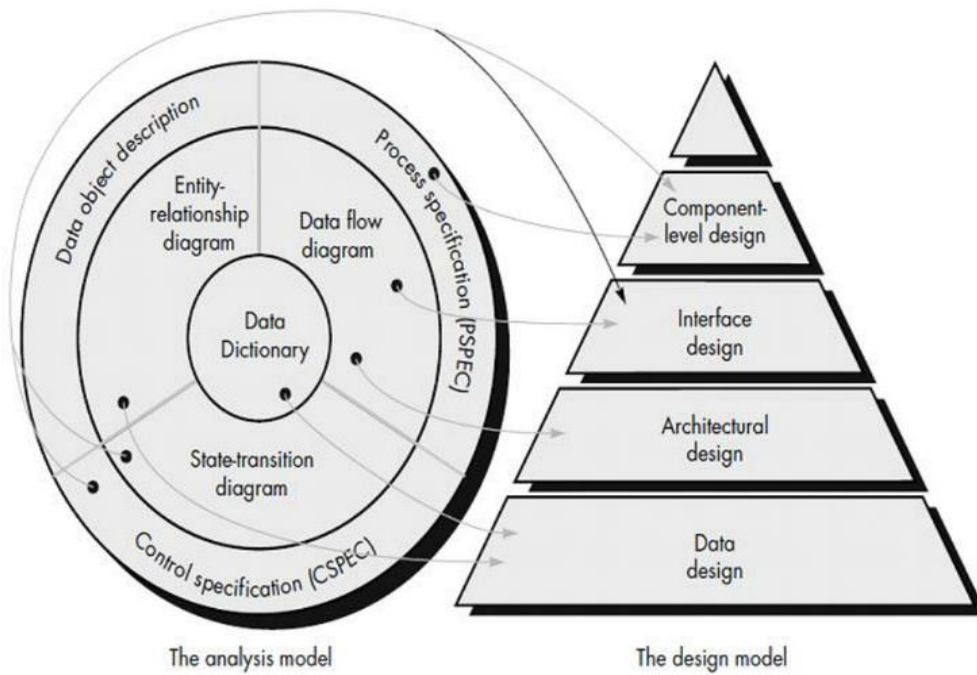 Data object description
Process specification (PSPEC)
Entity-
relationship
diagram
Data flow
diagram
Data
Dictionary
State-transition
diagram
Control specification (CSPEC)
The analysis model
Component-
level design
Interface
design
Architectural
design
Data
design
The design model